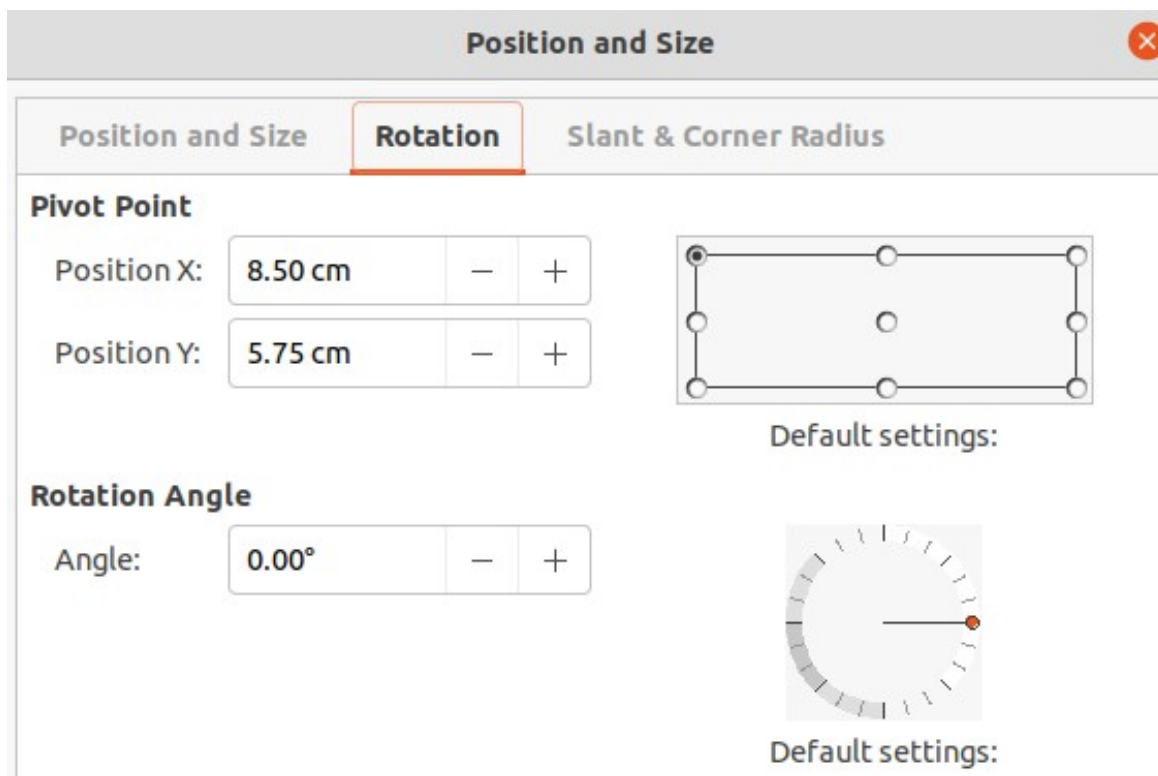 Position and Size
Position and Size Rotation Slant & Corner Radius
Pivot Point
Position X: 8.50 cm − +
Position Y: 5.75 cm − +
Default settings:
Rotation Angle
Angle: 0.00° − +
Default settings: